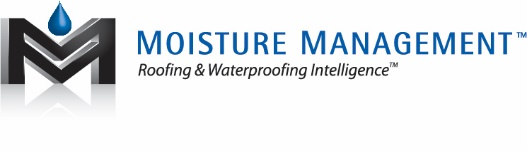 MOISTURE MANAGEMENT™
Roofing & Waterproofing Intelligence™